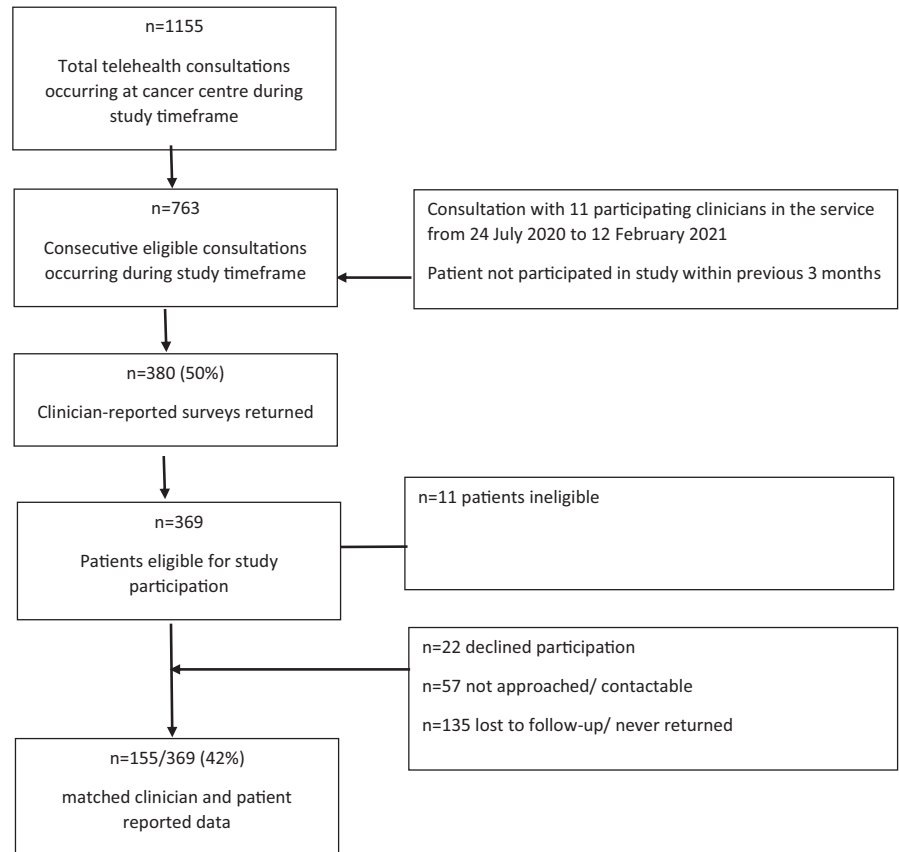 n=1155
Total telehealth consultations
occurring at cancer centre during
study timeframe
n=763
Consecutive eligible consultations
occurring during study timeframe
Consultation with 11 participating clinicians in the service
from 24 July 2020 to 12 February 2021
Patient not participated in study within previous 3 months
n=380 (50%)
Clinician-reported surveys returned
n=369
Patients eligible for study
participation
n=11 patients ineligible
n=22 declined participation
n=57 not approached/ contactable
n=135 lost to follow-up/ never returned
n=155/369 (42%)
matched clinician and patient
reported data